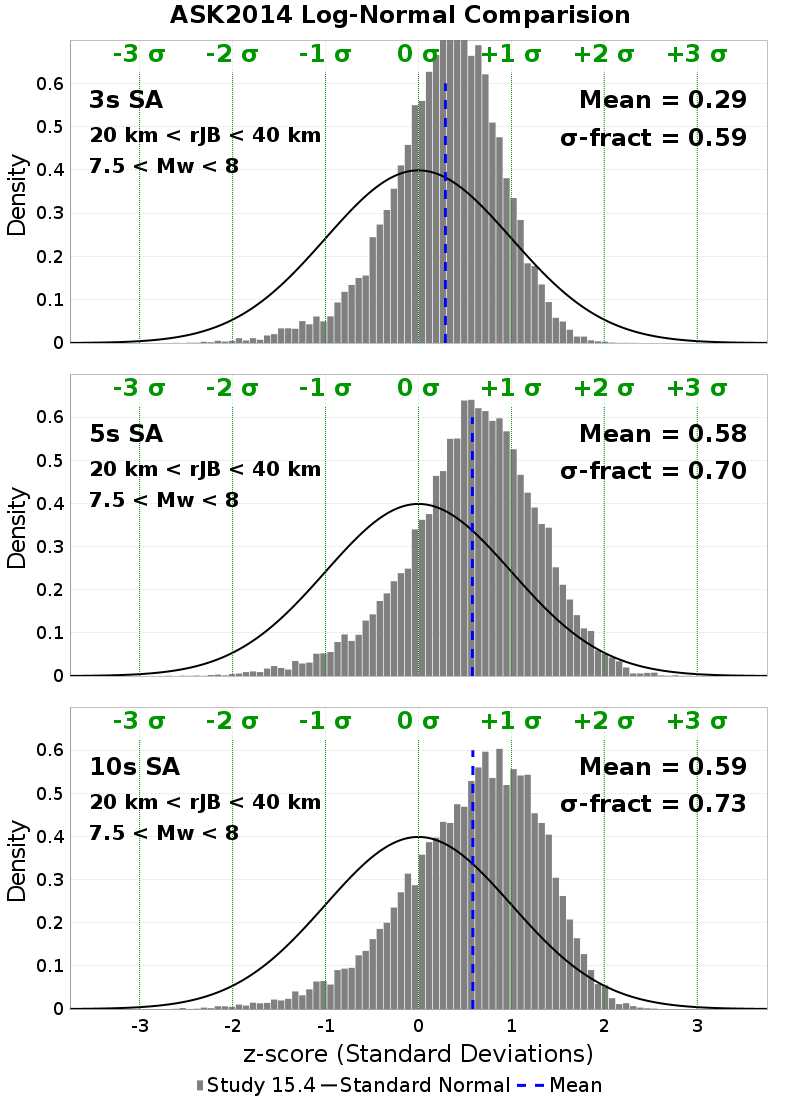 ASK2014 Log-Normal Comparision
-3 σ -2 σ -1 σ 0 σ +1 σ +2 σ +3 σ
3s SA
20 km < rJB < 40 km
7.5 < Mw < 8
Mean = 0.29
σ-fract = 0.59
Density
0.6
0.5
0.4
0.3
0.2
0.1
0
-3 σ -2 σ -1 σ 0 σ +1 σ +2 σ +3 σ
5s SA
20 km < rJB < 40 km
7.5 < Mw < 8
Mean = 0.58
σ-fract = 0.70
Density
0.6
0.5
0.4
0.3
0.2
0.1
0
-3 σ -2 σ -1 σ 0 σ +1 σ +2 σ +3 σ
10s SA
20 km < rJB < 40 km
7.5 < Mw < 8
Mean = 0.59
σ-fract = 0.73
Density
0.6
0.5
0.4
0.3
0.2
0.1
0
-3 -2 -1 0 1 2 3
z-score (Standard Deviations)
Study 15.4 Standard Normal Mean